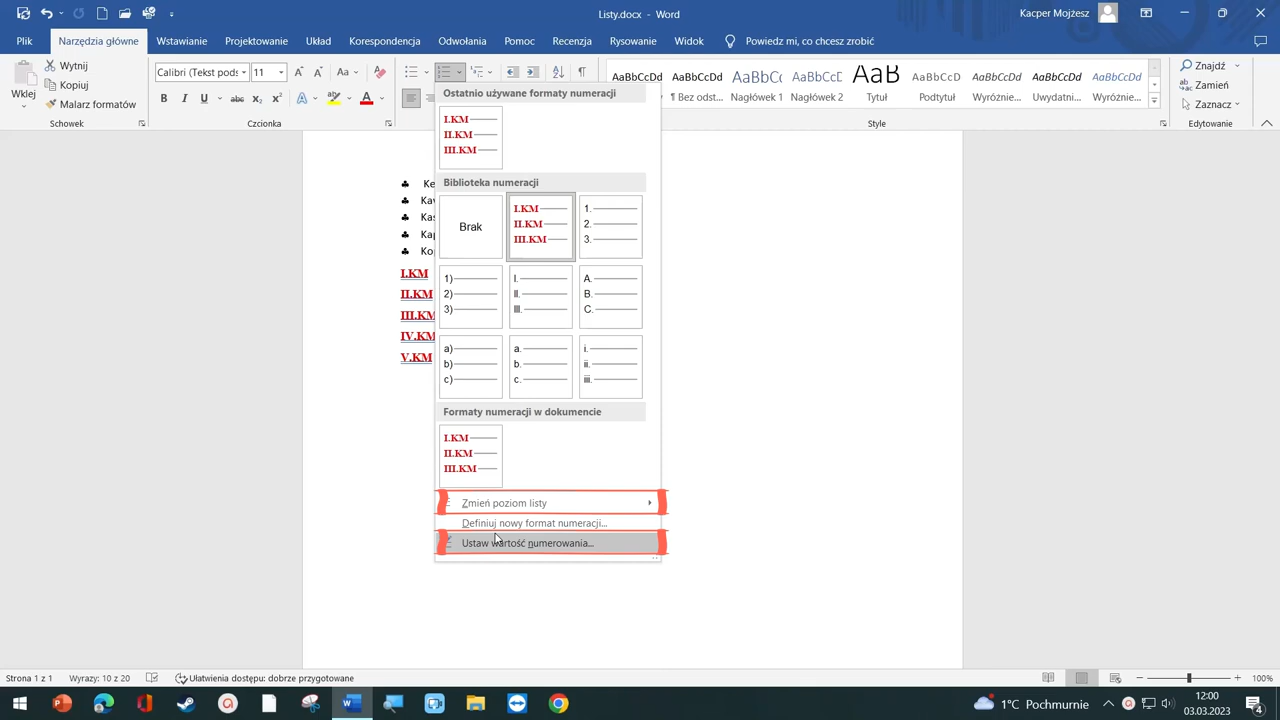 Listy.docx - Word
Kacper Mojżesz
Plik
Narzędzia główne
Wstawianie
Projektowanie
Układ
Korespondencja
Odwołania
Pomoc
Recenzja
Rysowanie
Widok
Powiedz mi, co chcesz zrobić
Wklej
Wytnij
Kopiuj
Malarz formatów
Schowek
Calibri (Tekst pods
11
B I U abc x₂ x²
Czcionka
AaBbCcDd
¶ Bez odst...
AaBbCcDd
Nagłówek 1
AaBbCcD
Nagłówek 2
AaBbCcDd
Tytuł
AaB
Podtytuł
AaBbCcDd
Wyróżnie...
AaBbCcDd
Uwydatni...
AaBbCcDd
Wyróżnie...
AaBbCcDd
Style
Znajdź
Zamień
Zaznacz
Edytowanie
Ostatnio używane formaty numeracji
I.KM
II.KM
III.KM
Biblioteka numeracji
Brak
I.KM
II.KM
III.KM
1.
2.
3.
1)
2)
3)
I.
II.
III.
A.
B.
C.
a)
b)
c)
a.
b.
c.
i.
ii.
iii.
Formaty numeracji w dokumencie
I.KM
II.KM
III.KM
Zmień poziom listy
Definiuj nowy format numeracji...
Ustaw wartość numerowania...
I.KM
II.KM
III.KM
IV.KM
V.KM
Strona 1 z 1
Wyrazy: 10 z 20
Ułatwienia dostępu: dobrze przygotowane
100%
1°C Pochmurnie
12:00
03.03.2023